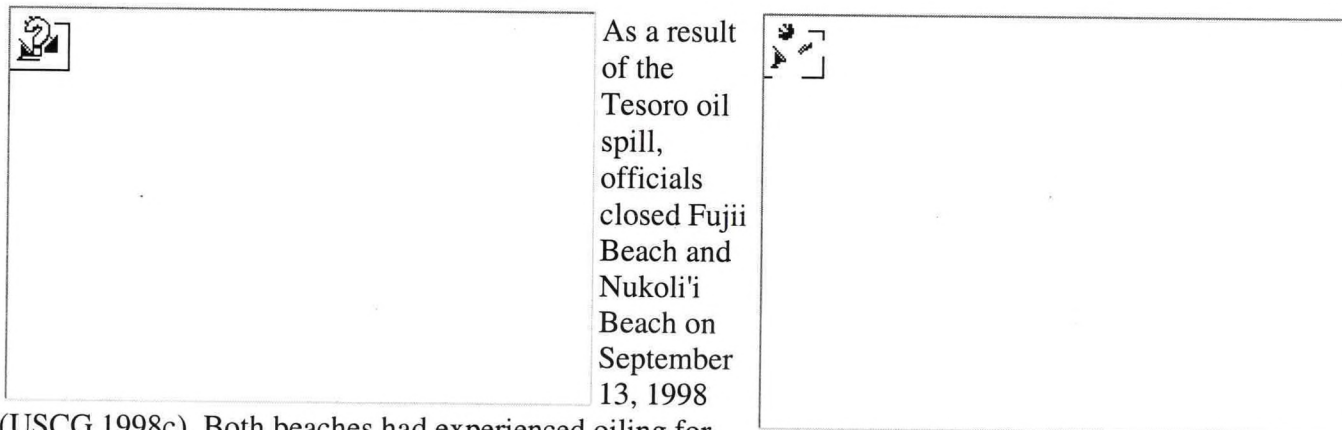 As a result
of the
Tesoro oil
spill,
officials
closed Fujii
Beach and
Nukoli'i
Beach on
September
13, 1998
(USCG 1998c). Both beaches had experienced oiling for